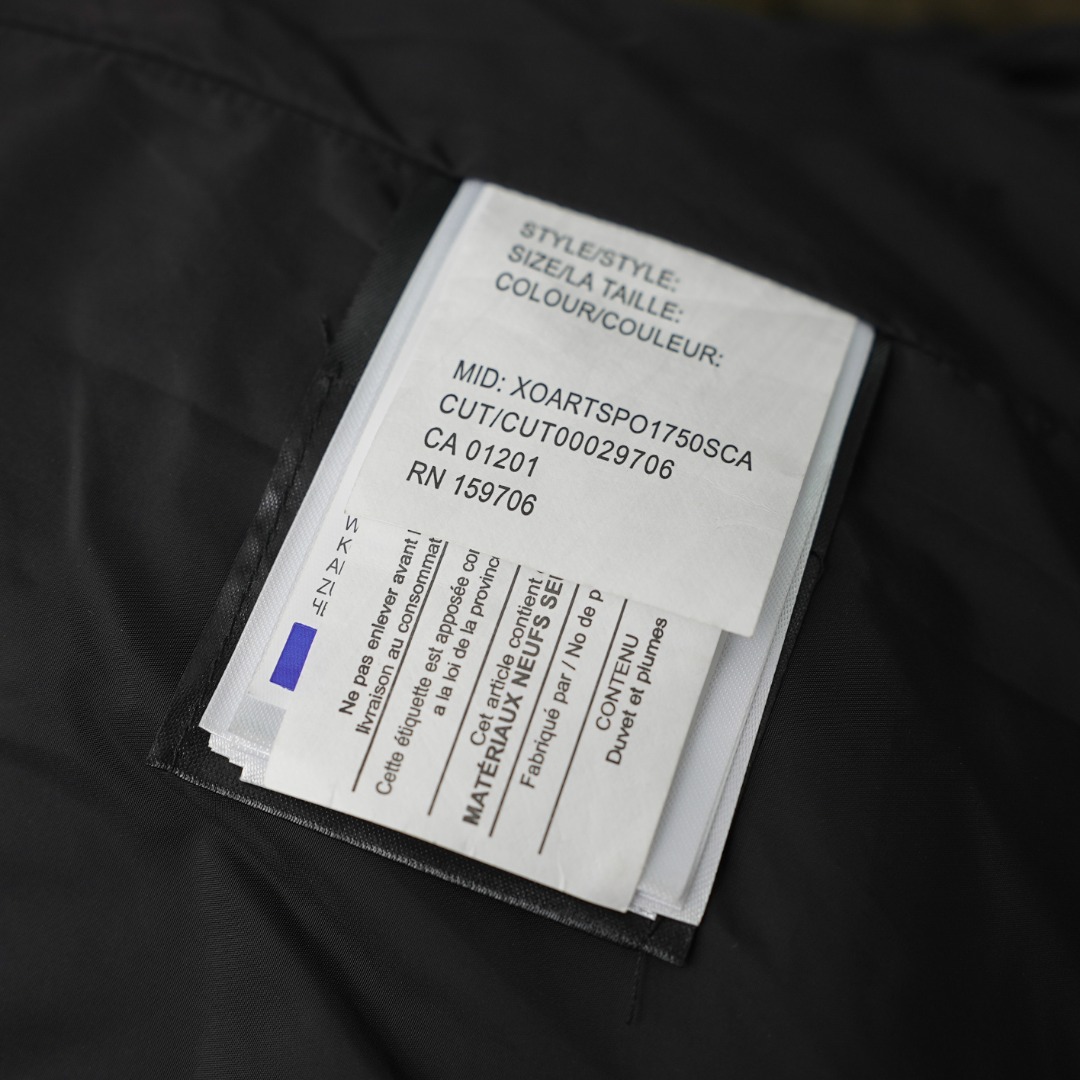 STYLE/STYLE:
SIZE/LA TAILLE:
COLOUR/COULEUR:
MID: XOARTSPO1750SCA
CUT/CUT00029706
CA 01201
RN 159706
Ne pas enlever avant
livraison au consommat
Cette étiquette est apposée
a la loi de la provinc
Cet article contient
MATÉRIAUX NEUFS
Fabriqué par / No de p
CONTENU
Duvet et plumes